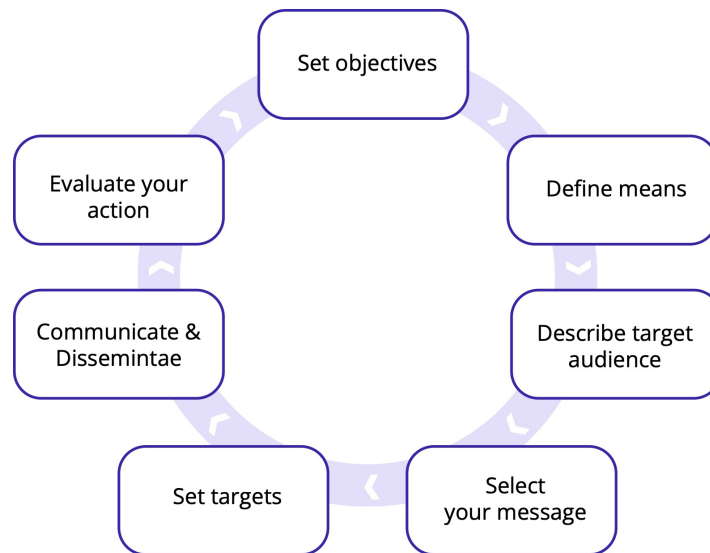 Set objectives
Define means
Describe target
audience
Select
your message
Set targets
Communicate &
Dissemintae
Evaluate your
action